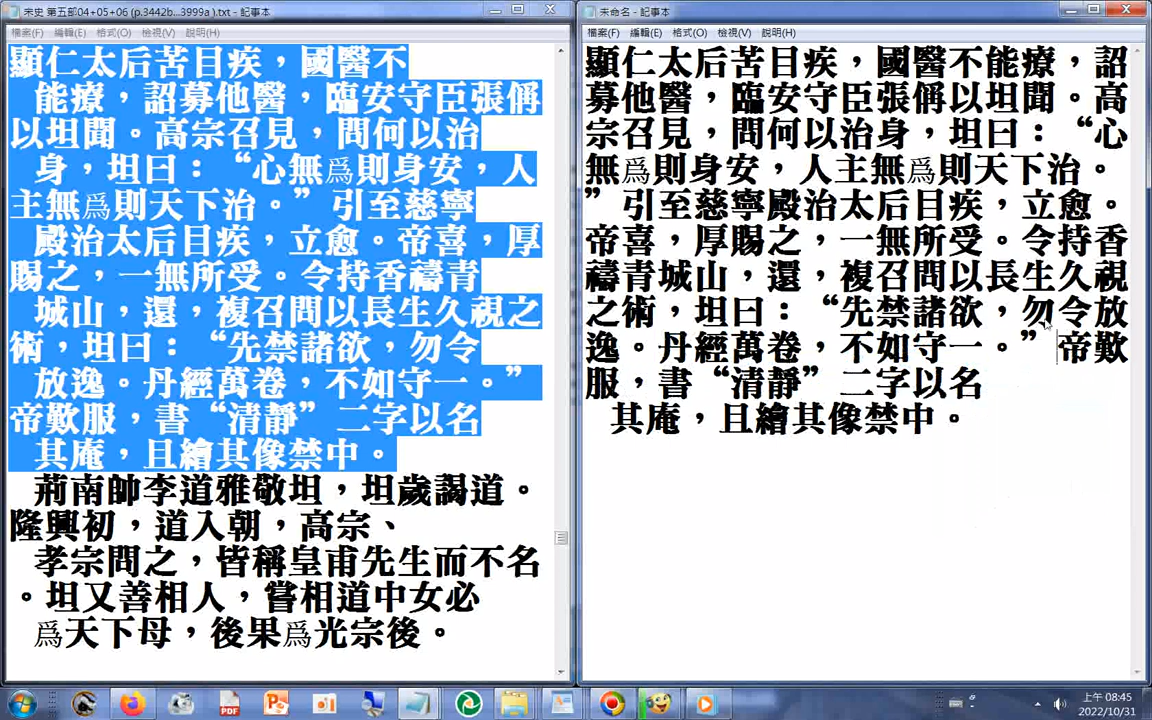 宋史 第五部04+05+06 (p.3442b...3999a ).txt - 記事本
檔案(F) 編輯(E) 格式(O) 檢視(V) 說明(H)
顯仁太后苦目疾，國醫不
能療，詔募他醫，臨安守臣張偁
以坦聞。高宗召見，問何以治
身，坦曰：“心無爲則身安，人
主無爲則天下治。” 引至慈寧
殿治太后目疾，立愈。帝喜，厚
賜之，一無所受。令持香禱青
城山，還，複召問以長生久視之
術，坦曰：“先禁諸欲，勿令
放逸。丹經萬卷，不如守一。”
帝歎服，書“清靜” 二字以名
其庵，且繪其像禁中。
荊南帥李道雅敬坦，坦歲謁道。
隆興初，道入朝，高宗、
孝宗問之，皆稱皇甫先生而不名
。坦又善相人，嘗相道中女必
爲天下母，後果爲光宗後。
未命名 - 記事本
檔案(F) 編輯(E) 格式(O) 檢視(V) 說明(H)
顯仁太后苦目疾，國醫不能療，詔
募他醫，臨安守臣張偁以坦聞。高
宗召見，問何以治身，坦曰：“心
無爲則身安，人主無爲則天下治。
” 引至慈寧殿治太后目疾，立愈。
帝喜，厚賜之，一無所受。令持香
禱青城山，還，複召問以長生久視
之術，坦曰：“先禁諸欲，勿令放
逸。丹經萬卷，不如守一。” 帝歎
服，書“清靜” 二字以名
其庵，且繪其像禁中。
PDF
上午 08:45
2022/10/31